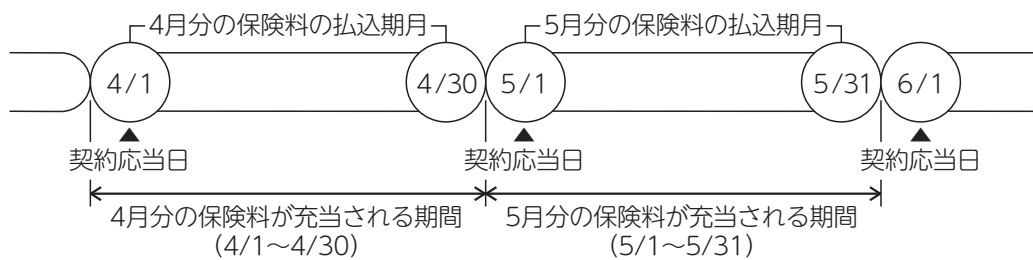 4月分の保険料の払込期月 5月分の保険料の払込期月
4/1 4/30 5/1 5/31 6/1
契約応当日 契約応当日 契約応当日
4月分の保険料が充当される期間 5月分の保険料が充当される期間
(4/1～4/30) (5/1～5/31)